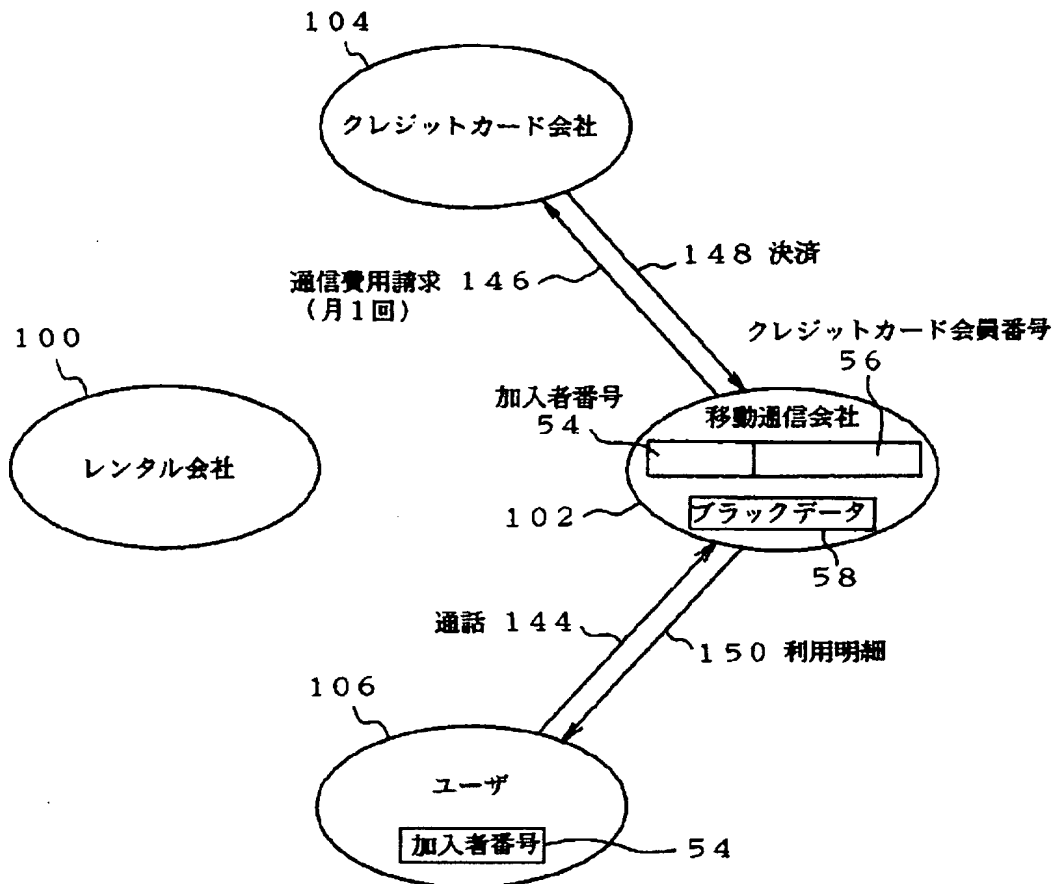 １０４
クレジットカード会社
１４８ 決済
通信費用請求 １４６
（月１回）
クレジットカード会員番号
５６
１００
加入者番号
５４
移動通信会社
レンタル会社
１０２
ブラックデータ
５８
通話 １４４
１５０ 利用明細
１０６
ユーザ
加入者番号
５４